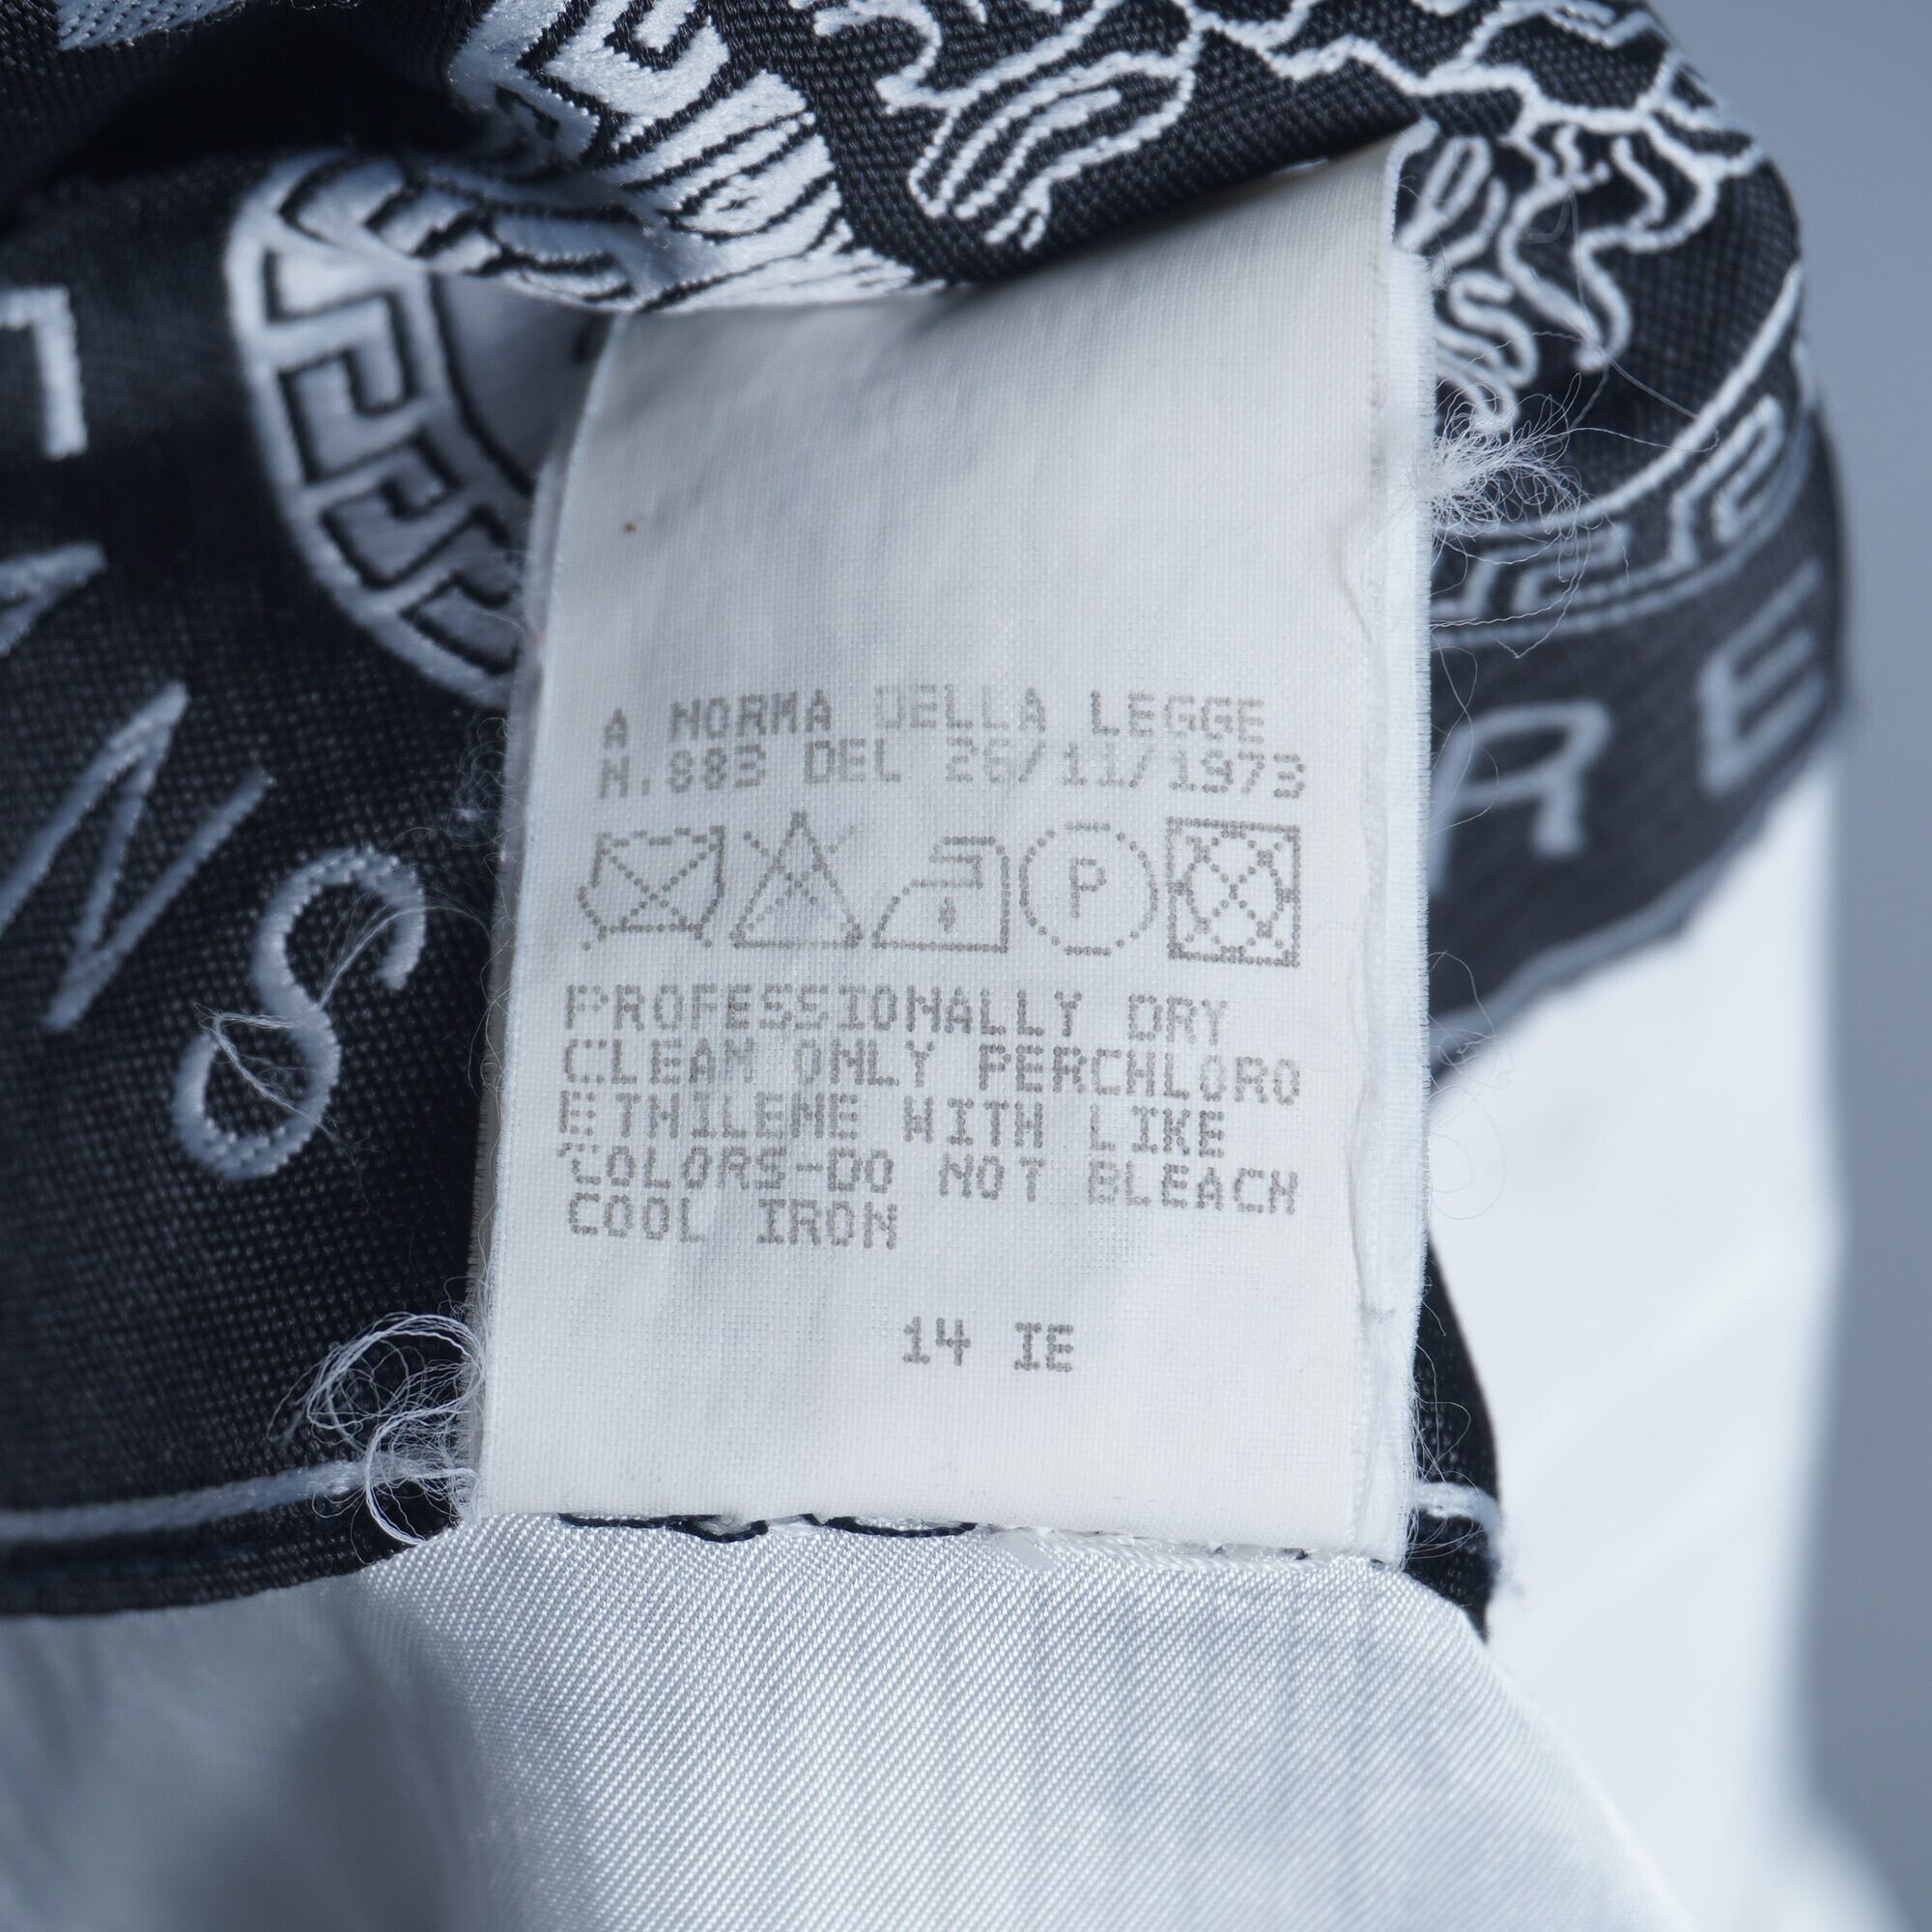 A NORMA DELLA LEGGE
N.883 DEL 26/11/1973
P
PROFESSIONALLY DRY
CLEAN ONLY PERCHLORO
ETHILENE WITH LIKE
COLORS-DO NOT BLEACH
COOL IRON
14 IE